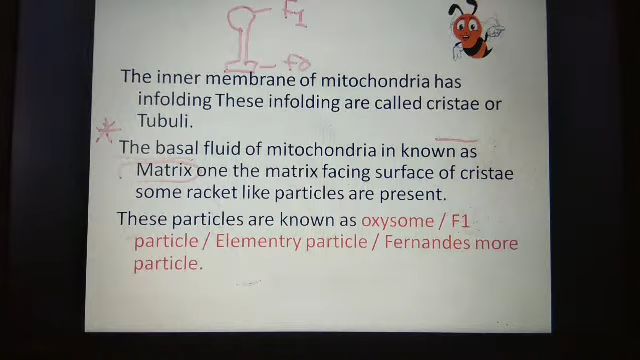 F1
F0
The inner membrane of mitochondria has
infolding These infolding are called cristae or
Tubuli.
The basal fluid of mitochondria in known as
Matrix one the matrix facing surface of cristae
some racket like particles are present.
These particles are known as oxysome / F1
particle / Elementry particle / Fernandes more
particle.